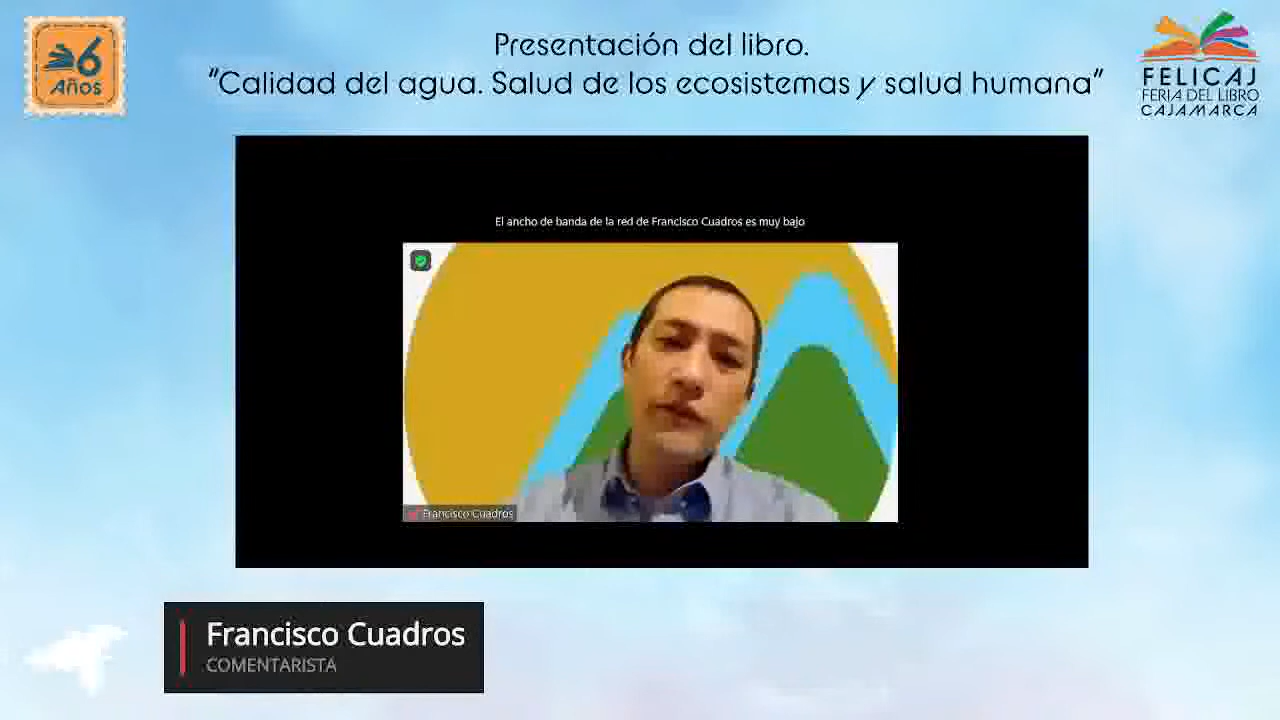 6
Años
Presentación del libro.
"Calidad del agua. Salud de los ecosistemas y salud humana"
FELICAJ
FERIA DEL LIBRO
CAJAMARCA
El ancho de banda de la red de Francisco Cuadros es muy bajo
Francisco Cuadros
Francisco Cuadros
COMENTARISTA